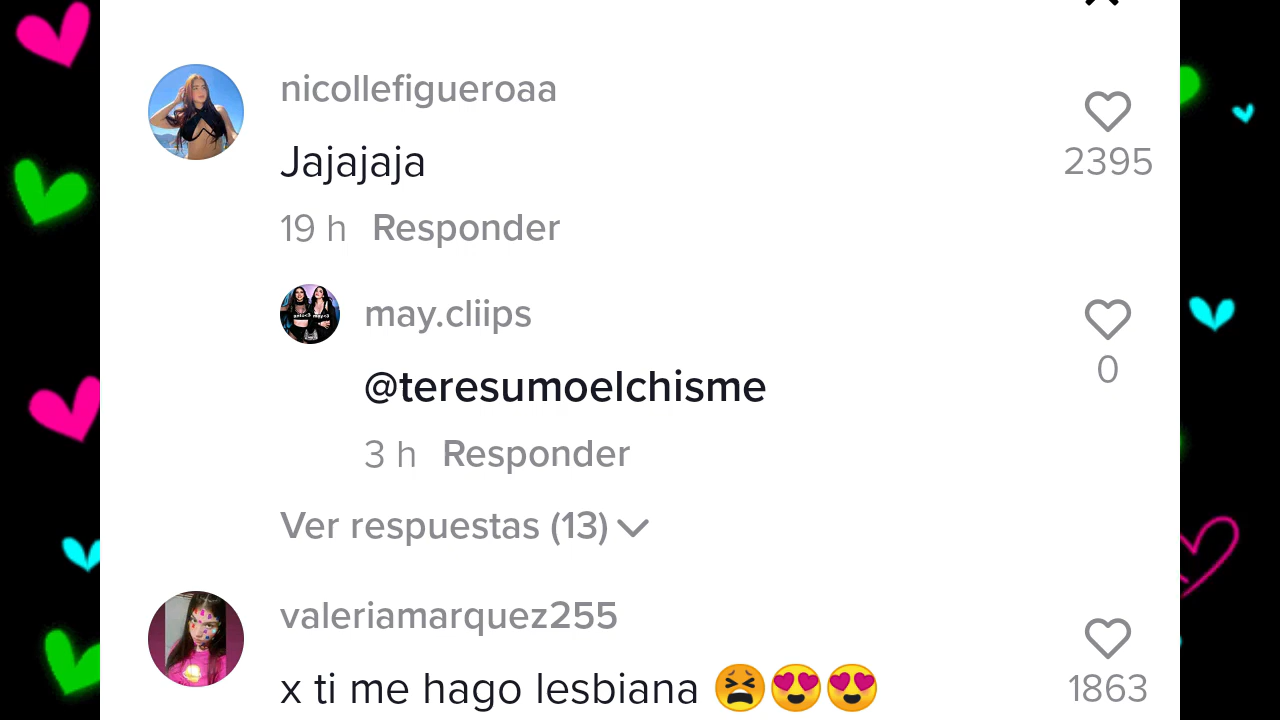 nicollefigueroaa
Jajajaja
2395
19 h Responder
may.cliips
@teresumoelchisme
0
3 h Responder
Ver respuestas (13)
valeriamarquez255
x ti me hago lesbiana 😫😍😍
1863